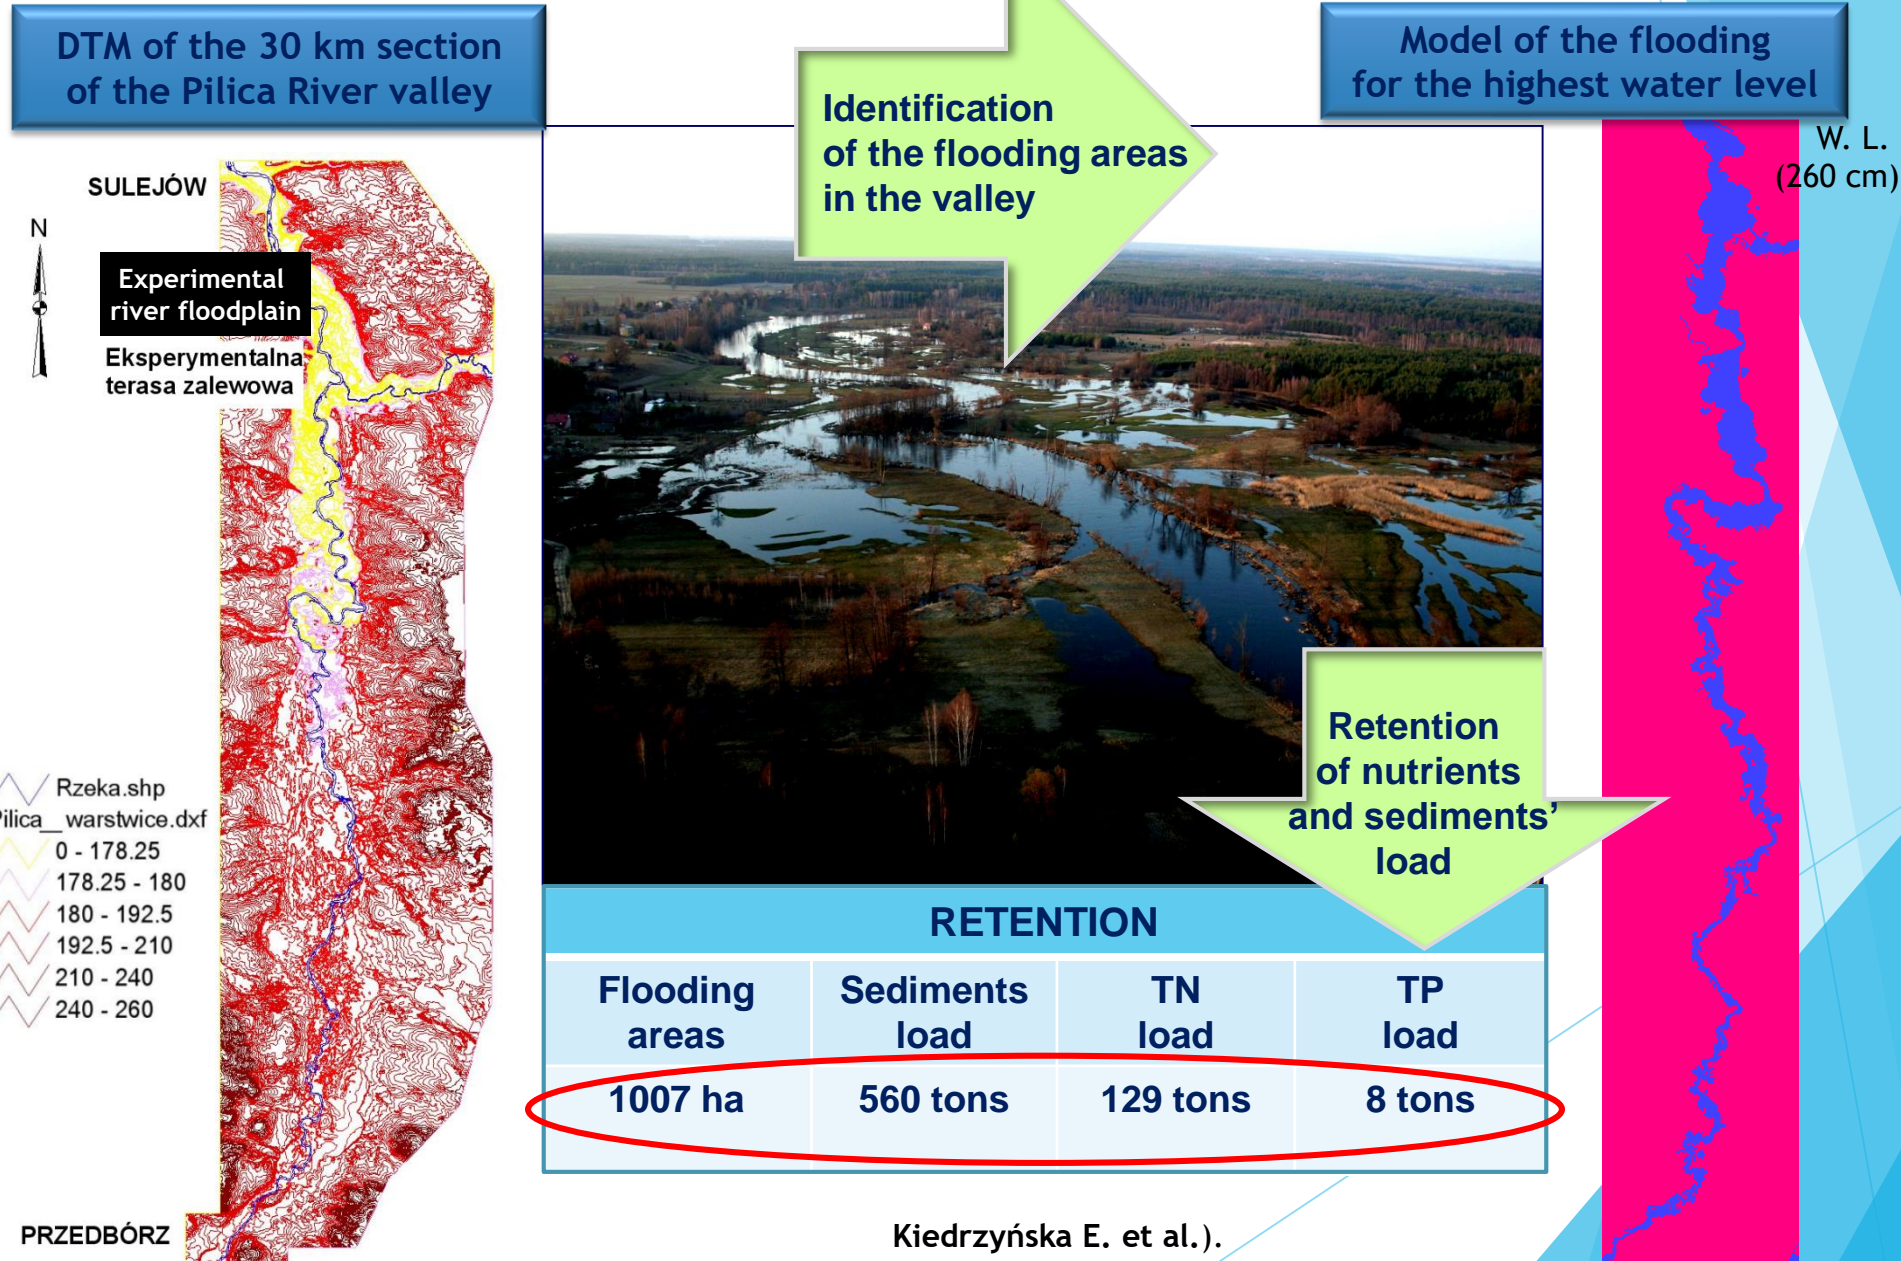 DTM of the 30 km section
of the Pilica River valley
Identification
of the flooding areas
in the valley
Model of the flooding
for the highest water level
W. L.
(260 cm)
SULEJÓW
N
Experimental
river floodplain
Eksperymentalna
terasa zalewowa
Rzeka.shp
Pilica__warstwice.dxf
0 - 178.25
178.25 - 180
180 - 192.5
192.5 - 210
210 - 240
240 - 260
PRZEDBÓRZ
Retention
of nutrients
and sediments’
load
RETENTION
Flooding
areas
Sediments
load
TN
load
TP
load
1007 ha
560 tons
129 tons
8 tons
Kiedrzyńska E. et al.).